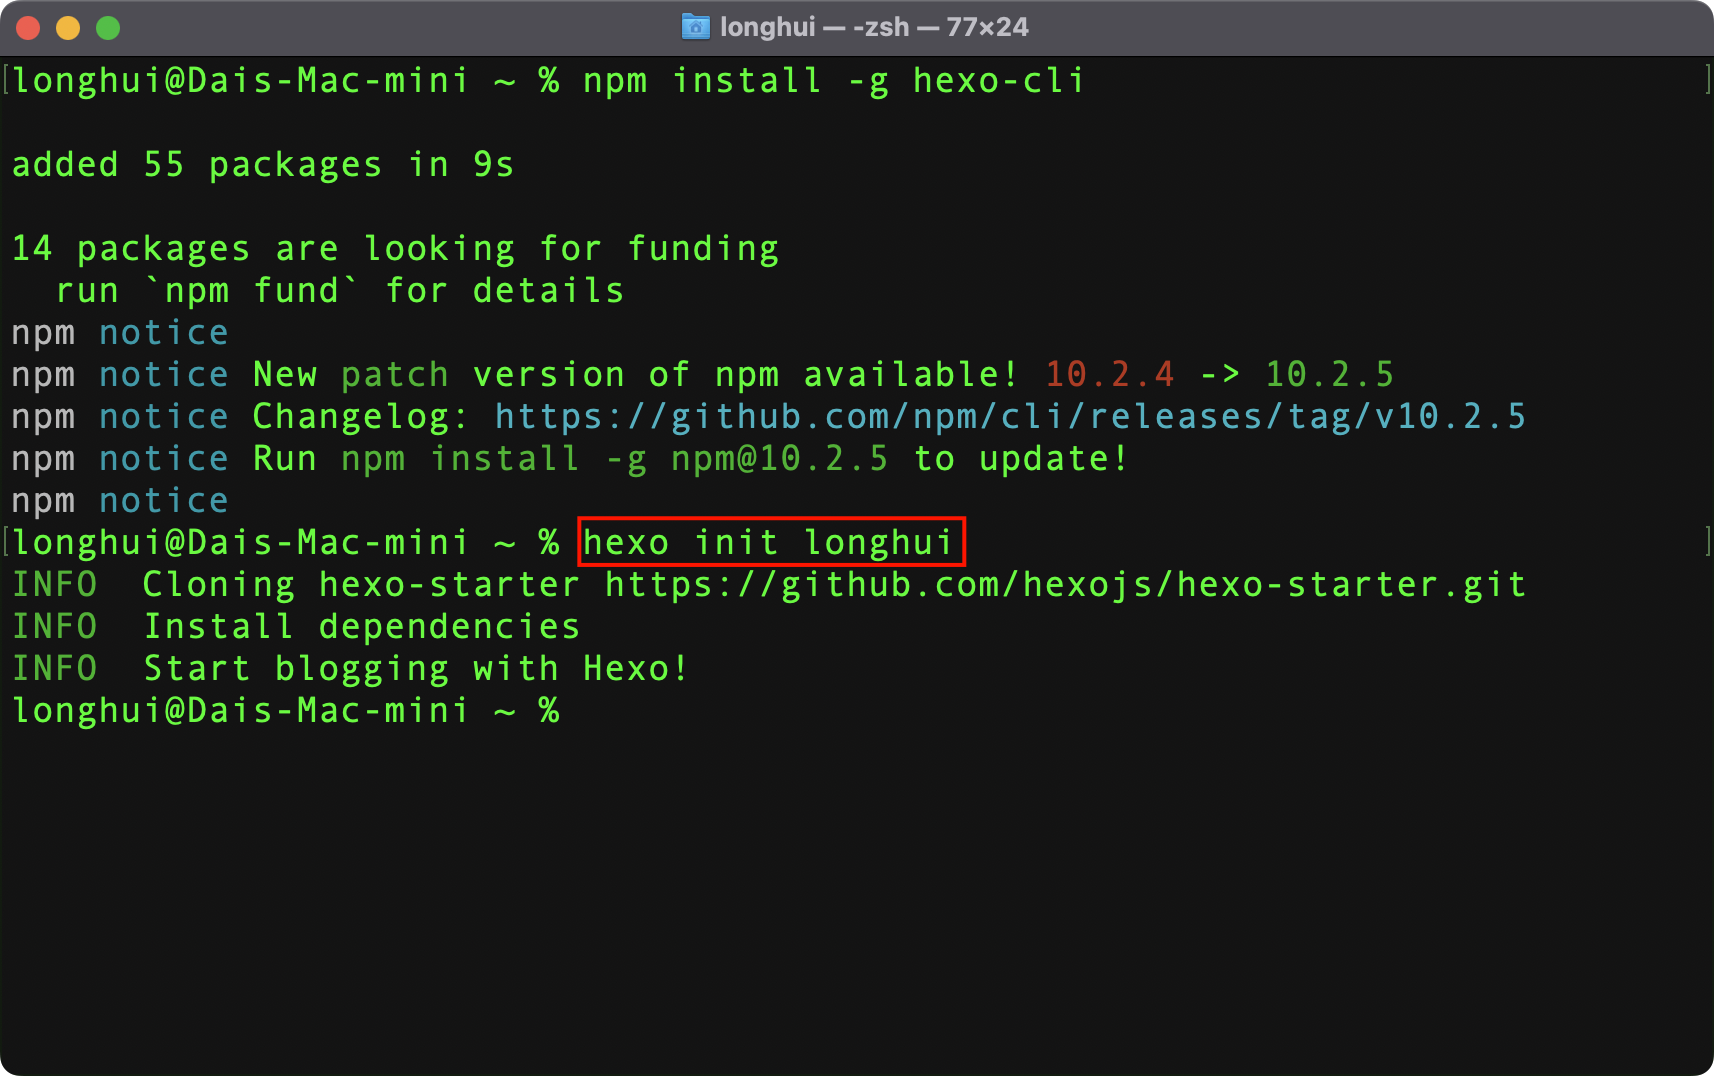 longhui — -zsh — 77×24
[longhui@Dais-Mac-mini ~ % npm install -g hexo-cli ]
added 55 packages in 9s
14 packages are looking for funding
  run `npm fund` for details
npm notice
npm notice New patch version of npm available! 10.2.4 -> 10.2.5
npm notice Changelog: https://github.com/npm/cli/releases/tag/v10.2.5
npm notice Run npm install -g npm@10.2.5 to update!
npm notice
[longhui@Dais-Mac-mini ~ % hexo init longhui ]
INFO  Cloning hexo-starter https://github.com/hexojs/hexo-starter.git
INFO  Install dependencies
INFO  Start blogging with Hexo!
longhui@Dais-Mac-mini ~ %